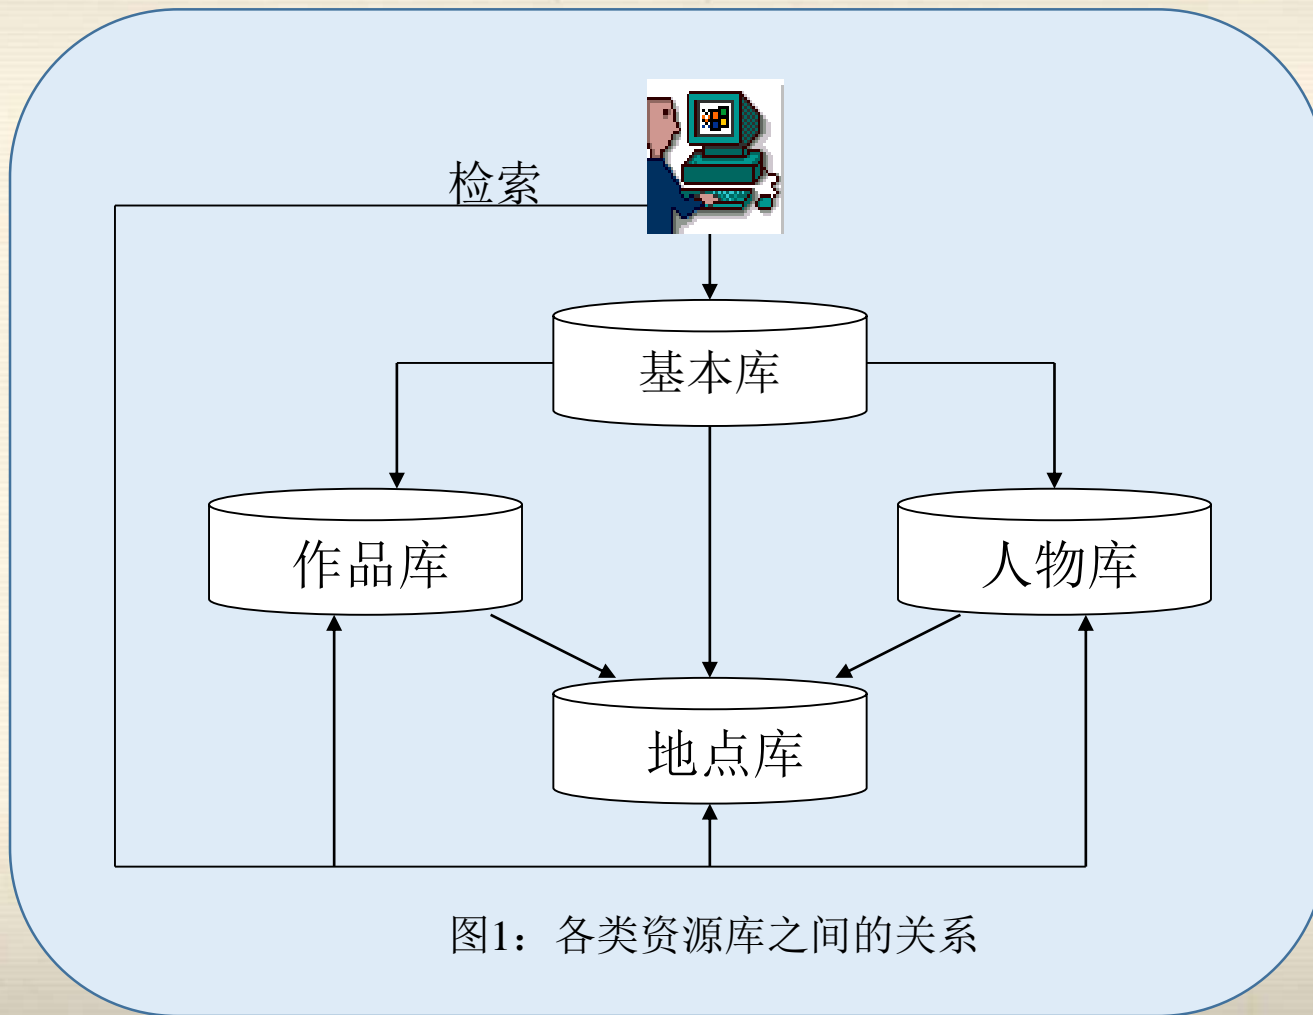 检索
基本库
作品库
人物库
地点库
图1：各类资源库之间的关系